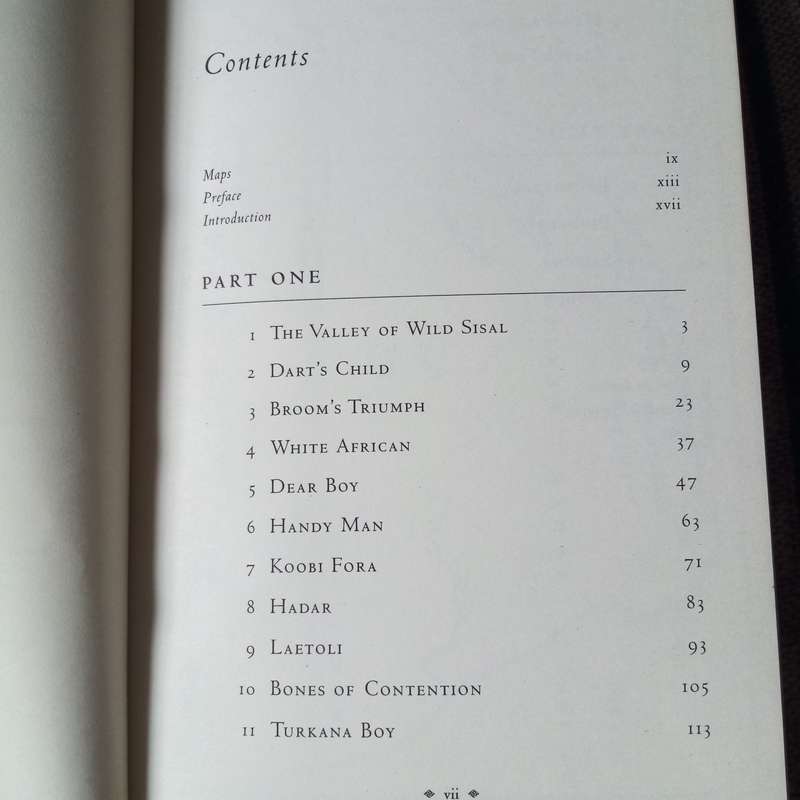 Contents
Maps ix
Preface xiii
Introduction xvii
PART ONE
1 The Valley of Wild Sisal 3
2 Dart's Child 9
3 Broom's Triumph 23
4 White African 37
5 Dear Boy 47
6 Handy Man 63
7 Koobi Fora 71
8 Hadar 83
9 Laetoli 93
10 Bones of Contention 105
11 Turkana Boy 113
vii